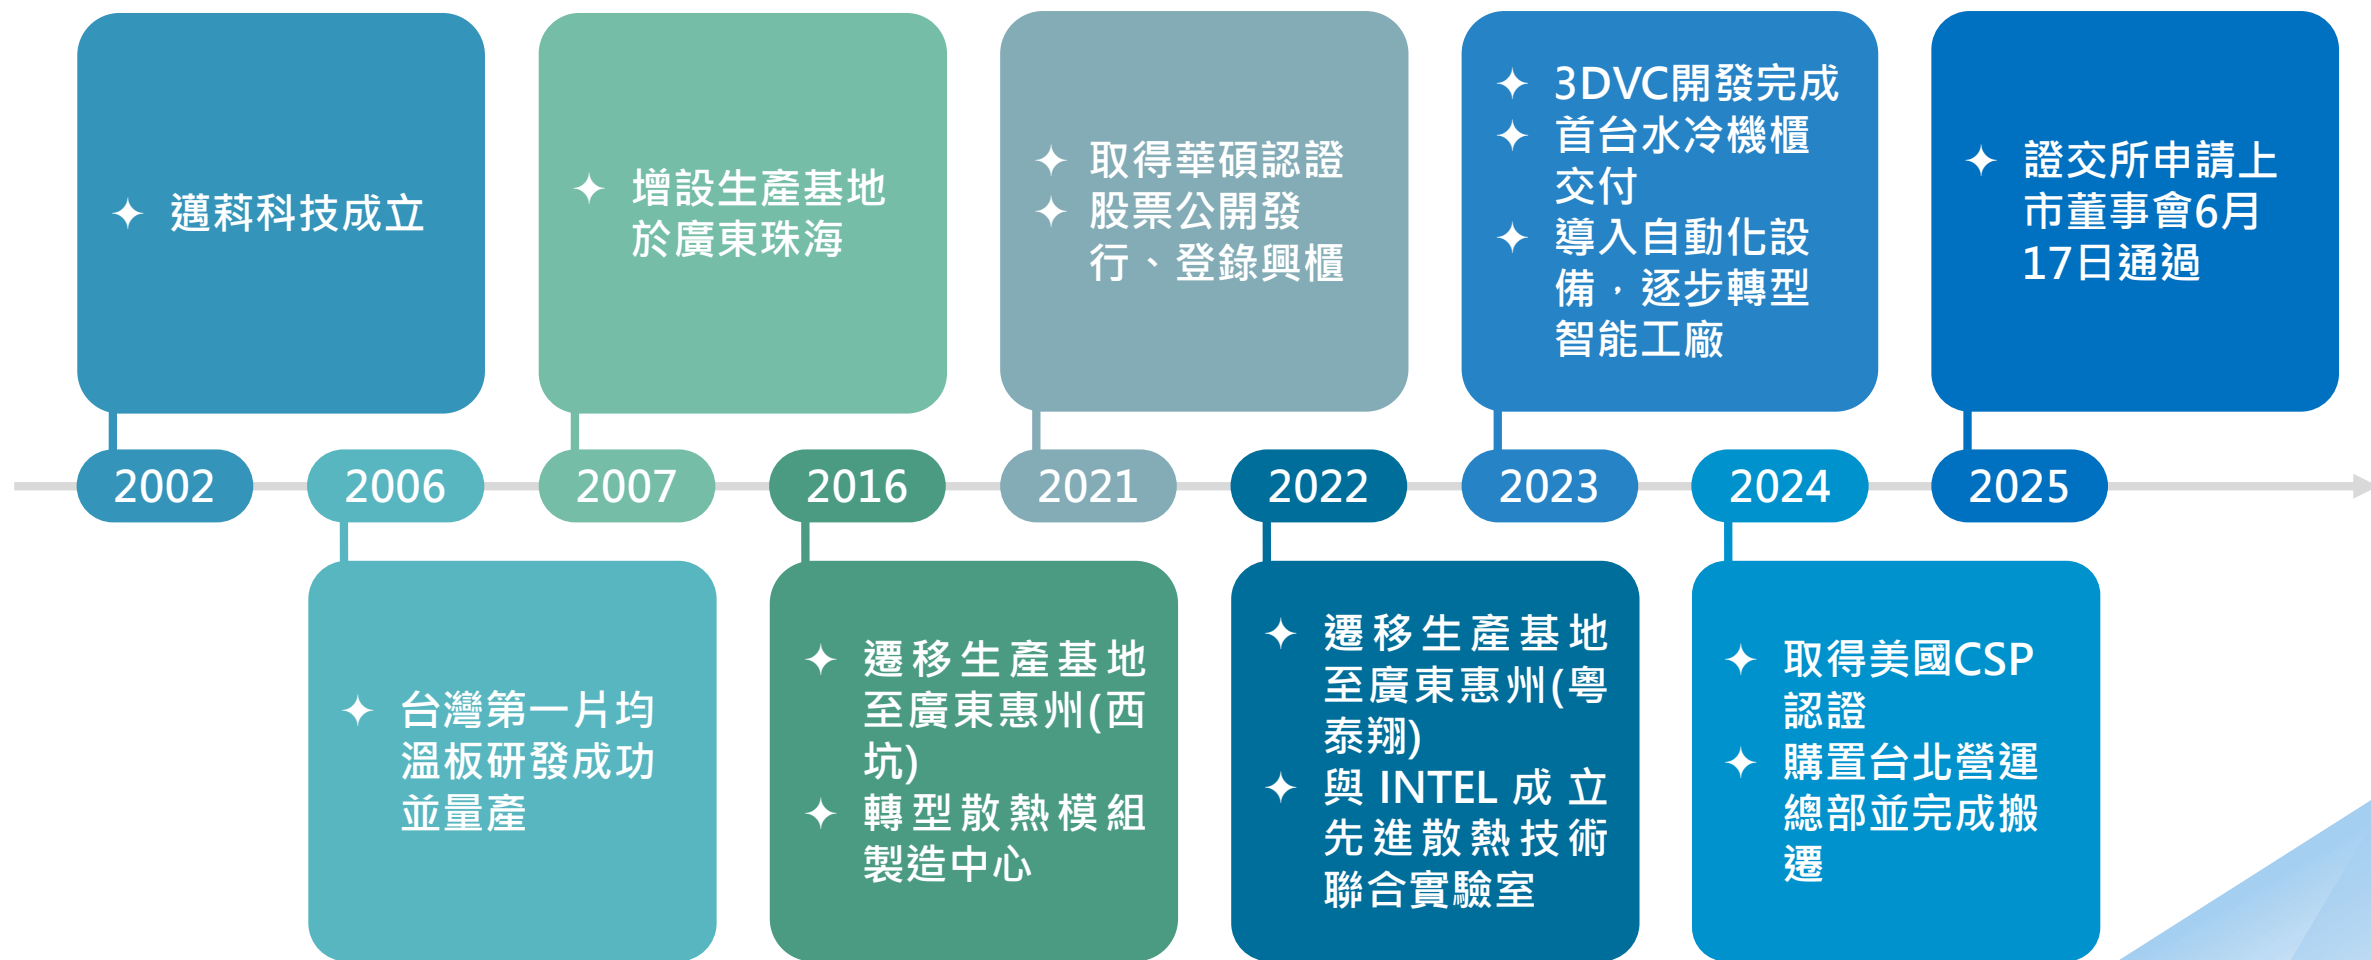 邁萪科技成立
增設生產基地
於廣東珠海
取得華碩認證
股票公開發
行、登錄興櫃
3DVC開發完成
首台水冷機櫃
交付
導入自動化設
備，逐步轉型
智能工廠
證交所申請上
市董事會6月
17日通過
2002
2006
2007
2016
2021
2022
2023
2024
2025
台灣第一片均
溫板研發成功
並量產
遷移生產基地
至廣東惠州(西
坑)
轉型散熱模組
製造中心
遷移生產基地
至廣東惠州(粵
泰翔)
與INTEL成立
先進散熱技術
聯合實驗室
取得美國CSP
認證
購置台北營運
總部並完成搬
遷